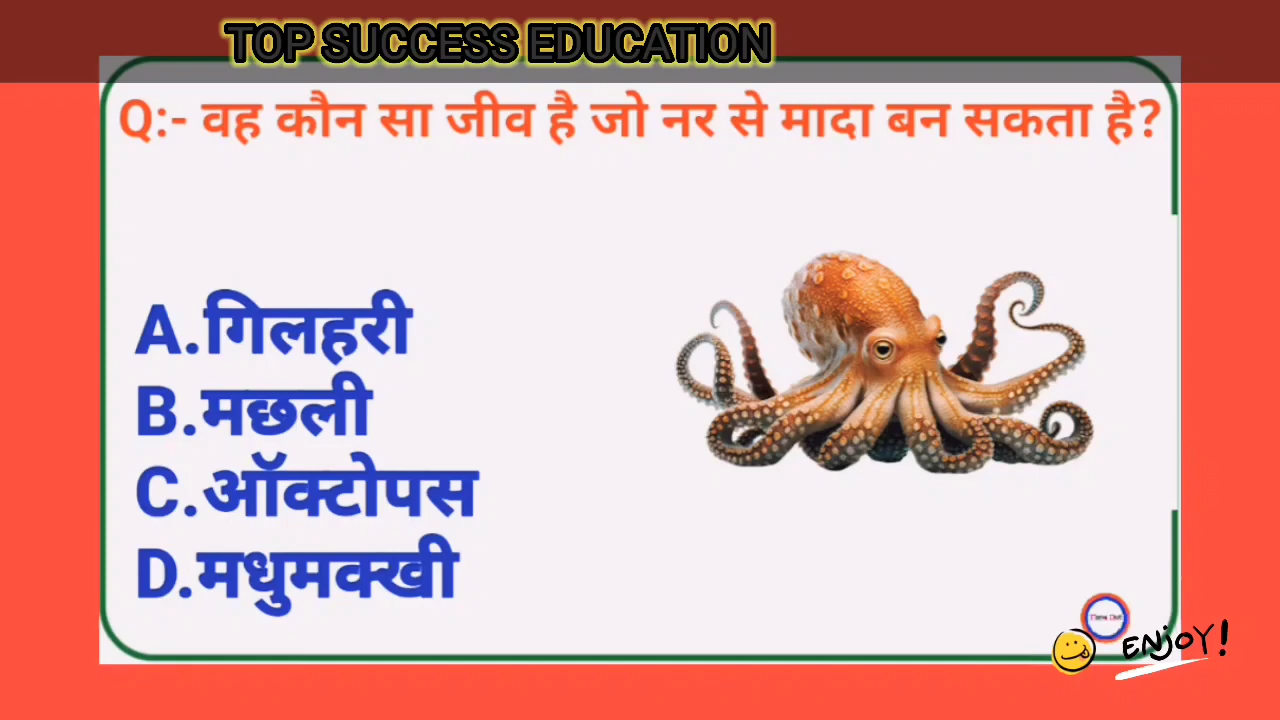 TOP SUCCESS EDUCATION
Q:- वह कौन सा जीव है जो नर से मादा बन सकता है?
A.गिलहरी
B.मछली
C.ऑक्टोपस
D.मधुमक्खी
ENJOY!